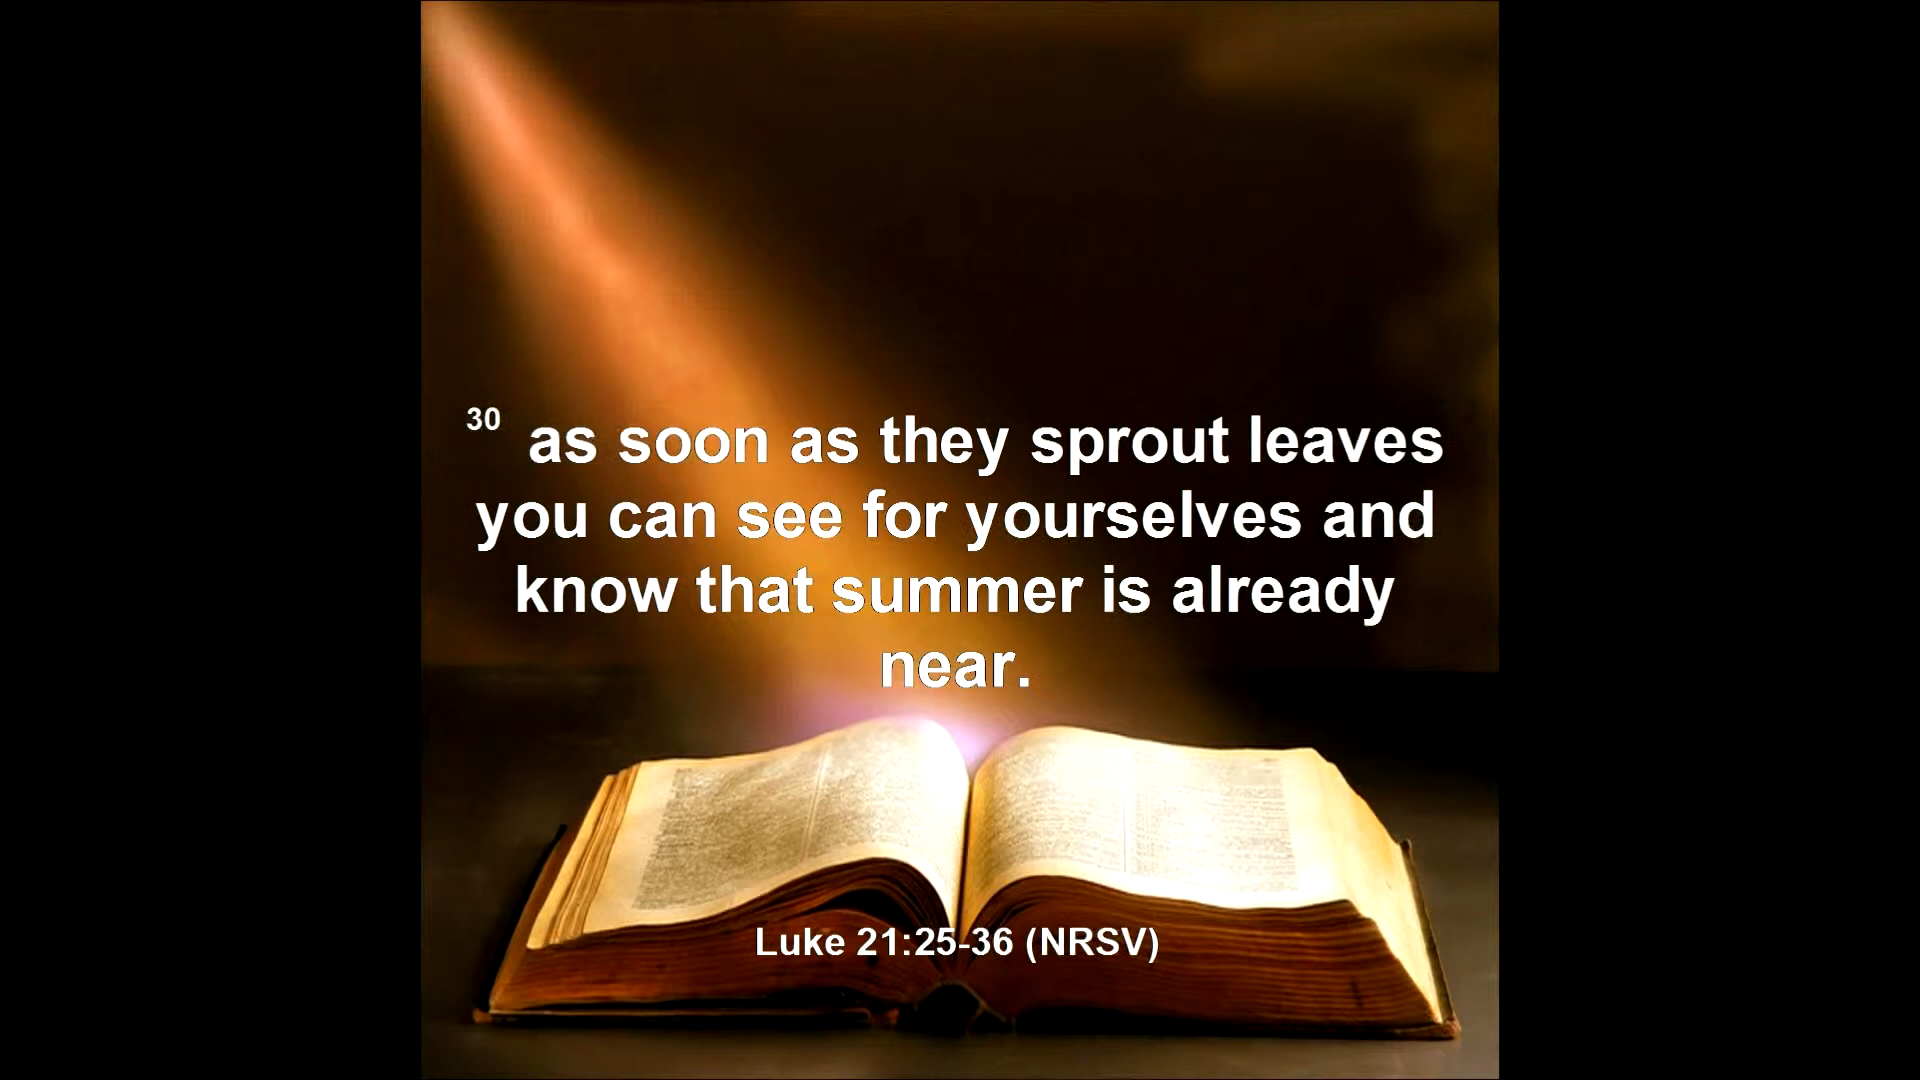 30 as soon as they sprout leaves
you can see for yourselves and
know that summer is already
near.
Luke 21:25-36 (NRSV)